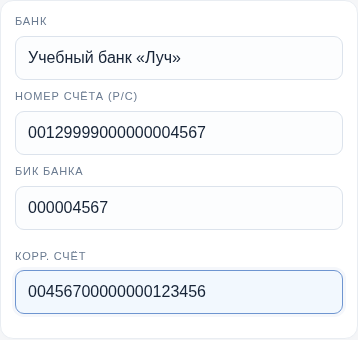 БАНК
Учебный банк «Луч»
НОМЕР СЧЁТА (Р/С)
00129999000000004567
БИК БАНКА
000004567
КОРР. СЧЁТ
00456700000000123456